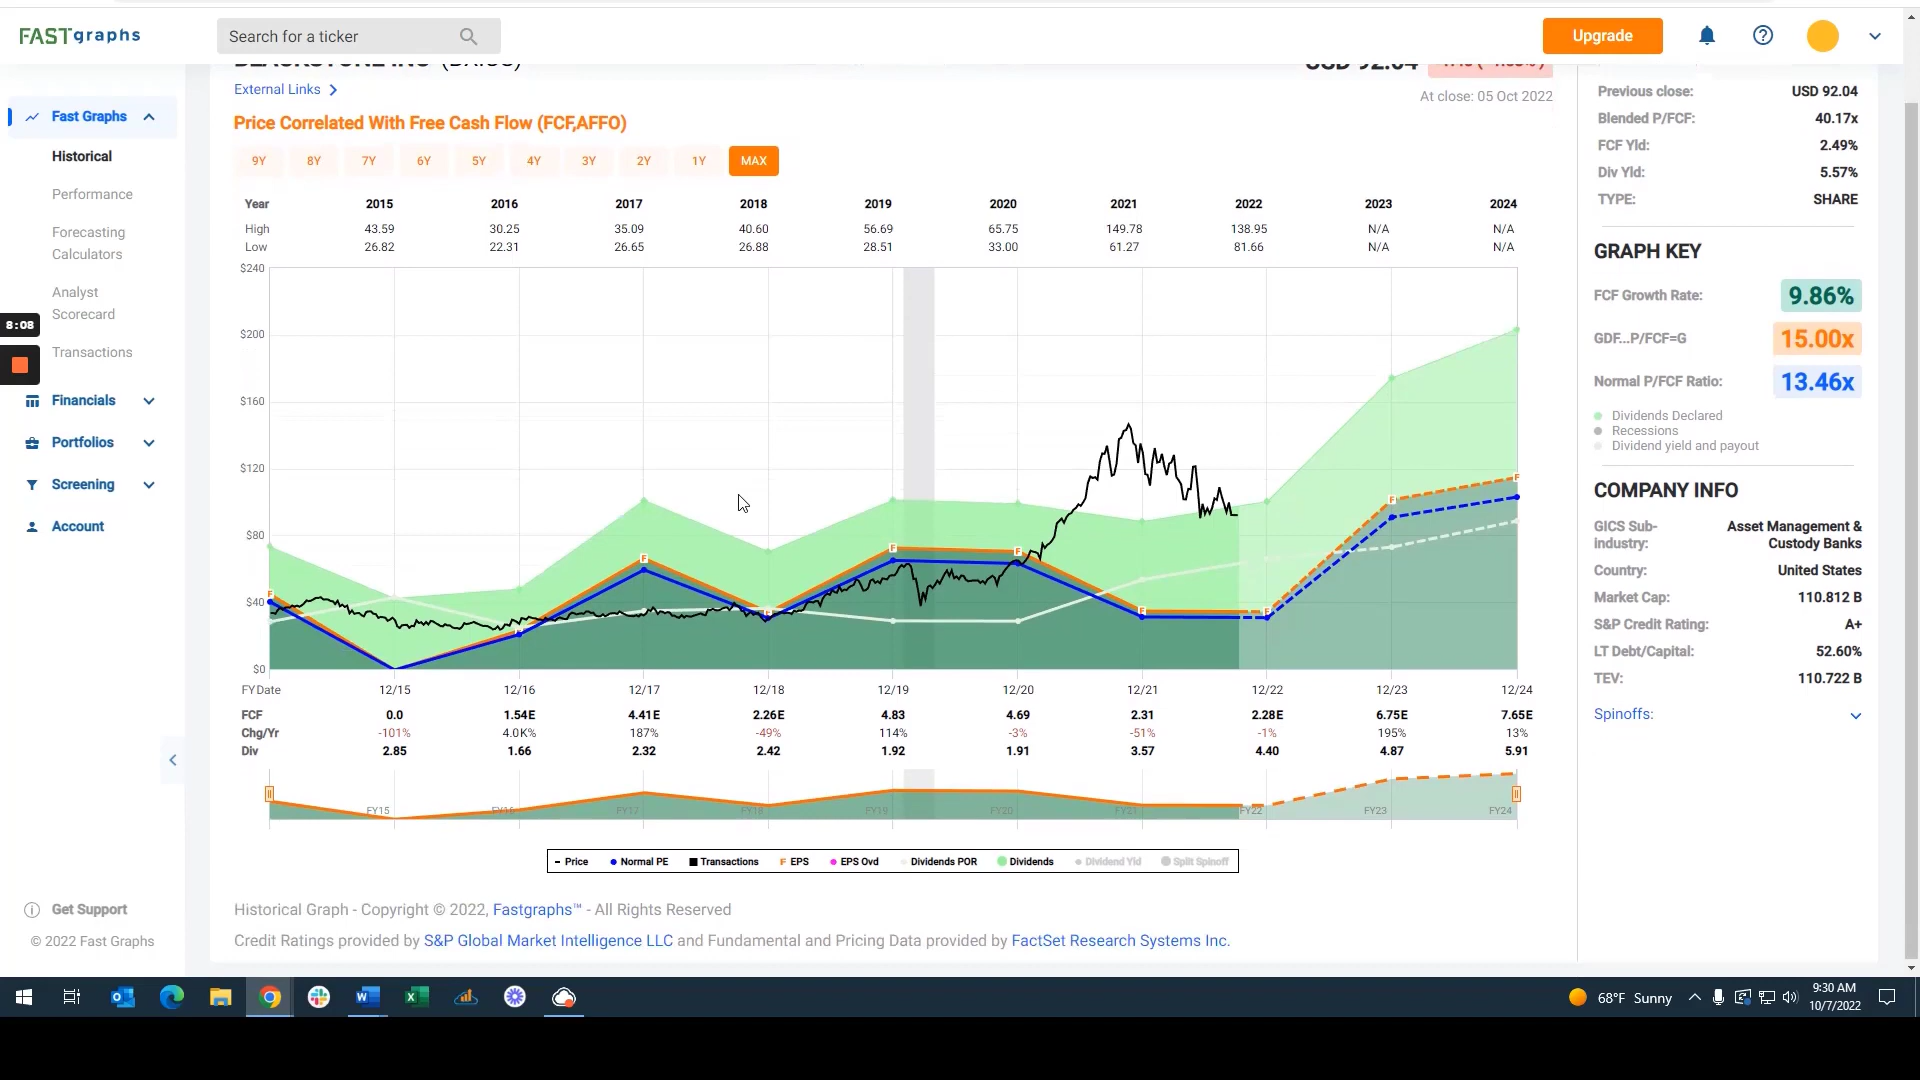 FASTgraphs
Search for a ticker
Upgrade
External Links
At close: 05 Oct 2022
Price Correlated With Free Cash Flow (FCF,AFFO)
9Y 8Y 7Y 6Y 5Y 4Y 3Y 2Y 1Y MAX
Year 2015 2016 2017 2018 2019 2020 2021 2022 2023 2024
High 43.59 30.25 35.09 40.60 56.69 65.75 149.78 138.95 N/A N/A
Low 26.82 22.31 26.65 26.88 28.51 33.00 61.27 81.66 N/A N/A
$240
$200
$160
$120
$80
$40
$0
FYDate 12/15 12/16 12/17 12/18 12/19 12/20 12/21 12/22 12/23 12/24
FCF 0.0 1.54E 4.41E 2.26E 4.83 4.69 2.31 2.28E 6.75E 7.65E
Chg/Yr -101% 4.0K% 187% -49% 114% -3% -51% -1% 195% 13%
Div 2.85 1.66 2.32 2.42 1.92 1.91 3.57 4.40 4.87 5.91
FY15 FY16 FY17 FY18 FY19 FY20 FY21 FY22 FY23 FY24
Price Normal PE Transactions F EPS EPS Ovd Dividends POR Dividends Dividend Yld Split Spinoff
Historical Graph - Copyright © 2022, Fastgraphs™ - All Rights Reserved
Credit Ratings provided by S&P Global Market Intelligence LLC and Fundamental and Pricing Data provided by FactSet Research Systems Inc.
Fast Graphs
Historical
Performance
Forecasting
Calculators
Analyst
Scorecard
8:08
Transactions
Financials
Portfolios
Screening
Account
Get Support
© 2022 Fast Graphs
Previous close: USD 92.04
Blended P/FCF: 40.17x
FCF Yld: 2.49%
Div Yld: 5.57%
TYPE: SHARE
GRAPH KEY
FCF Growth Rate: 9.86%
GDF...P/FCF=G 15.00x
Normal P/FCF Ratio: 13.46x
Dividends Declared
Recessions
Dividend yield and payout
COMPANY INFO
GICS Sub-
industry: Asset Management &
Custody Banks
Country: United States
Market Cap: 110.812 B
S&P Credit Rating: A+
LT Debt/Capital: 52.60%
TEV: 110.722 B
Spinoffs:
68°F Sunny
9:30 AM
10/7/2022